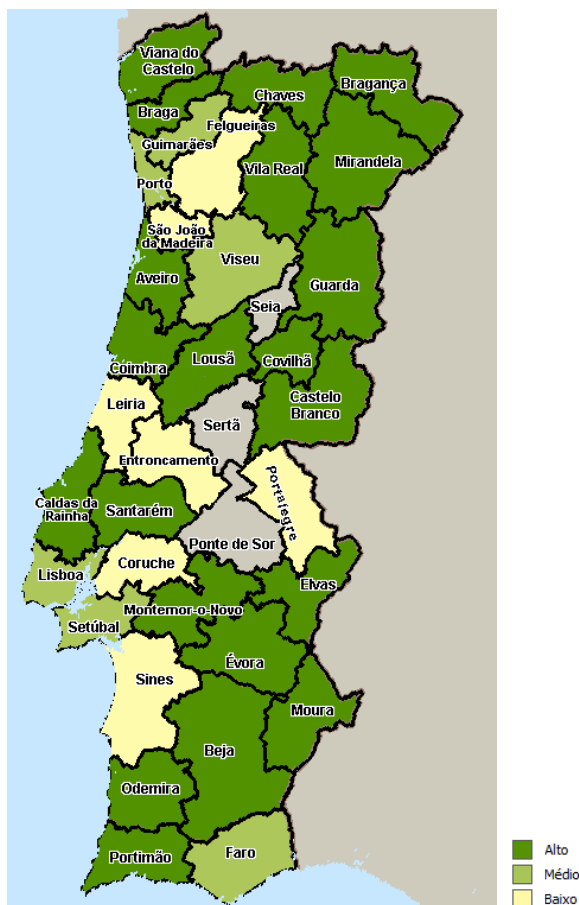 Viana do
Castelo
Bragança
Chaves
Braga
Felgueiras
Guimarães
Mirandela
Vila Real
Porto
São João
da Madeira
Viseu
Aveiro
Guarda
Seia
Lousã
Covilhã
Coimbra
Castelo
Branco
Leiria
Sertã
Entroncamento
Portalegre
Caldas da
Rainha
Santarém
Ponte de Sor
Coruche
Lisboa
Elvas
Montemor-o-Novo
Setúbal
Évora
Sines
Moura
Beja
Odemira
Portimão
Faro
Alto
Médio
Baixo